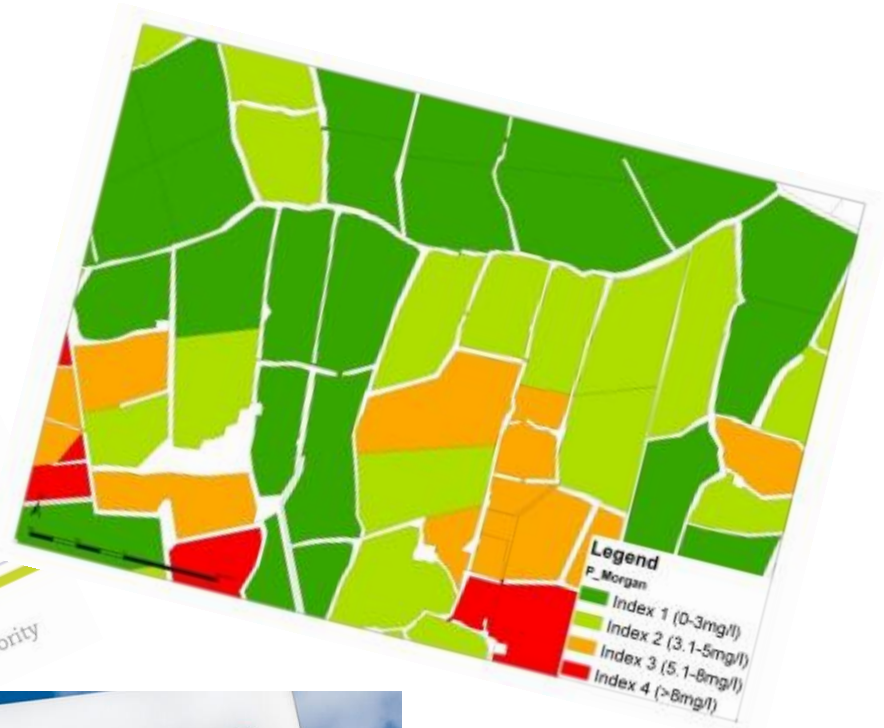 Legend
P_Morgan
Index 1 (0-3mg/l)
Index 2 (3.1-5mg/l)
Index 3 (5.1-8mg/l)
Index 4 (>8mg/l)
ority